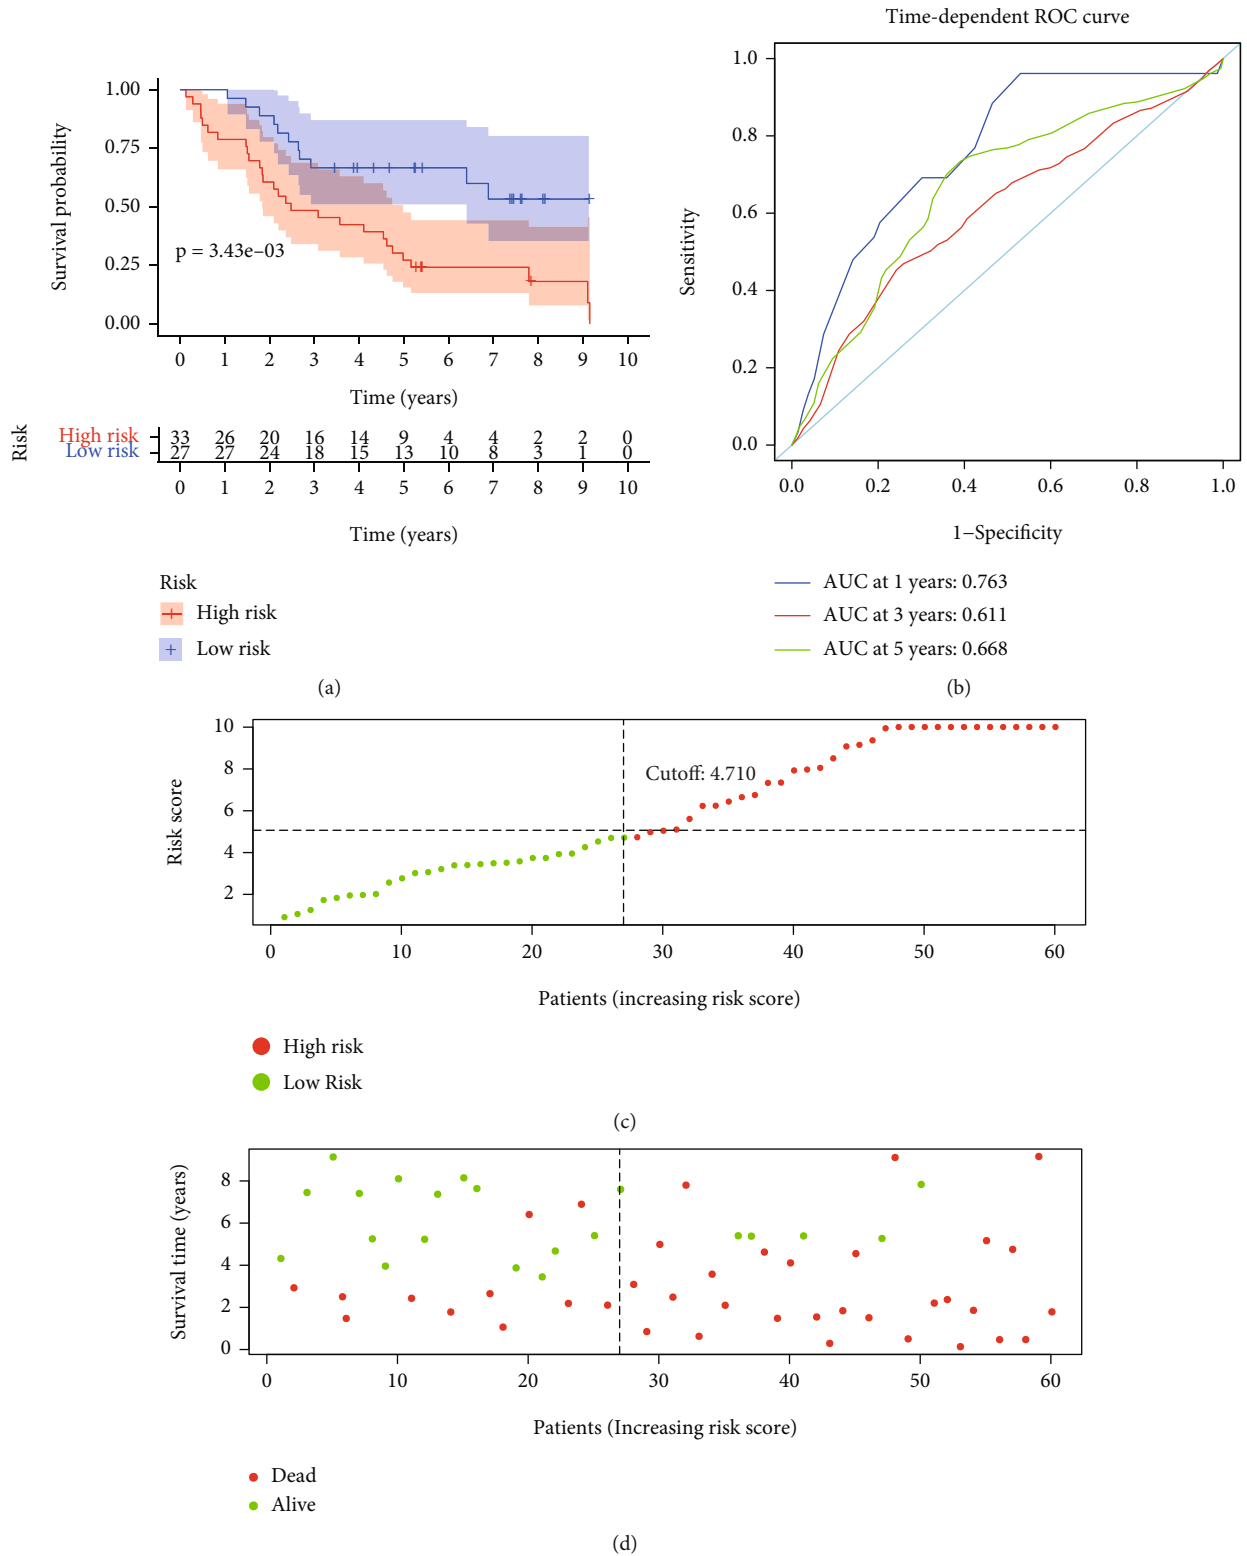 1.00
0.75
0.50
0.25
0.00
Survival probability
p = 3.43e–03
0 1 2 3 4 5 6 7 8 9 10
Time (years)
Risk
High risk 33 26 20 16 14 9 4 4 2 2 0
Low risk 27 27 24 18 15 13 10 8 3 1 0
0 1 2 3 4 5 6 7 8 9 10
Time (years)
Risk
High risk
Low risk
(a)
Time-dependent ROC curve
1.0
0.8
0.6
0.4
0.2
0.0
Sensitivity
0.0 0.2 0.4 0.6 0.8 1.0
1–Specificity
AUC at 1 years: 0.763
AUC at 3 years: 0.611
AUC at 5 years: 0.668
(b)
10
8
6
4
2
Risk score
Cutoff: 4.710
0 10 20 30 40 50 60
Patients (increasing risk score)
High risk
Low Risk
(c)
8
6
4
2
0
Survival time (years)
0 10 20 30 40 50 60
Patients (Increasing risk score)
Dead
Alive
(d)